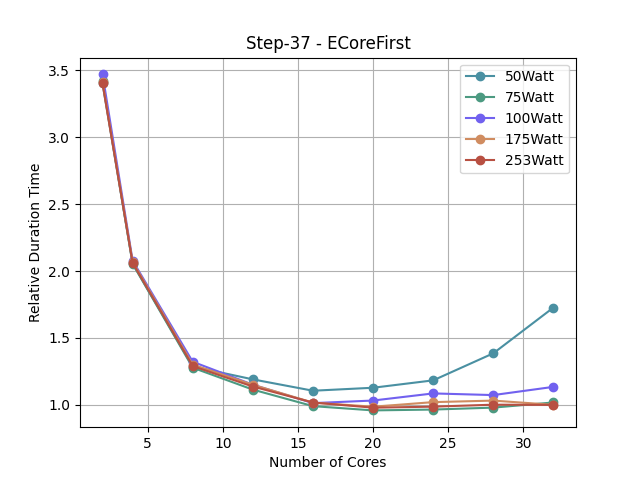 Step-37 - ECoreFirst
50Watt
75Watt
100Watt
175Watt
253Watt
Relative Duration Time
3.5
3.0
2.5
2.0
1.5
1.0
5
10
15
20
25
30
Number of Cores